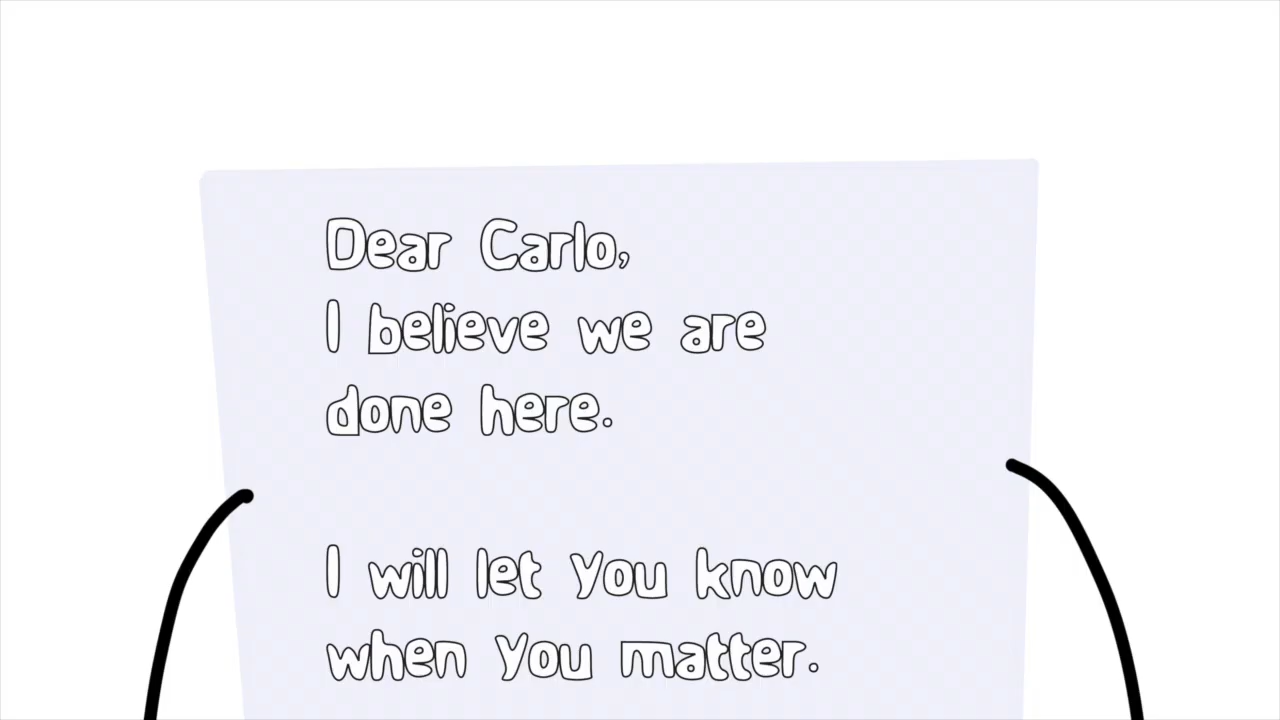 Dear Carlo,
I believe we are
done here.
I will let you know
when you matter.